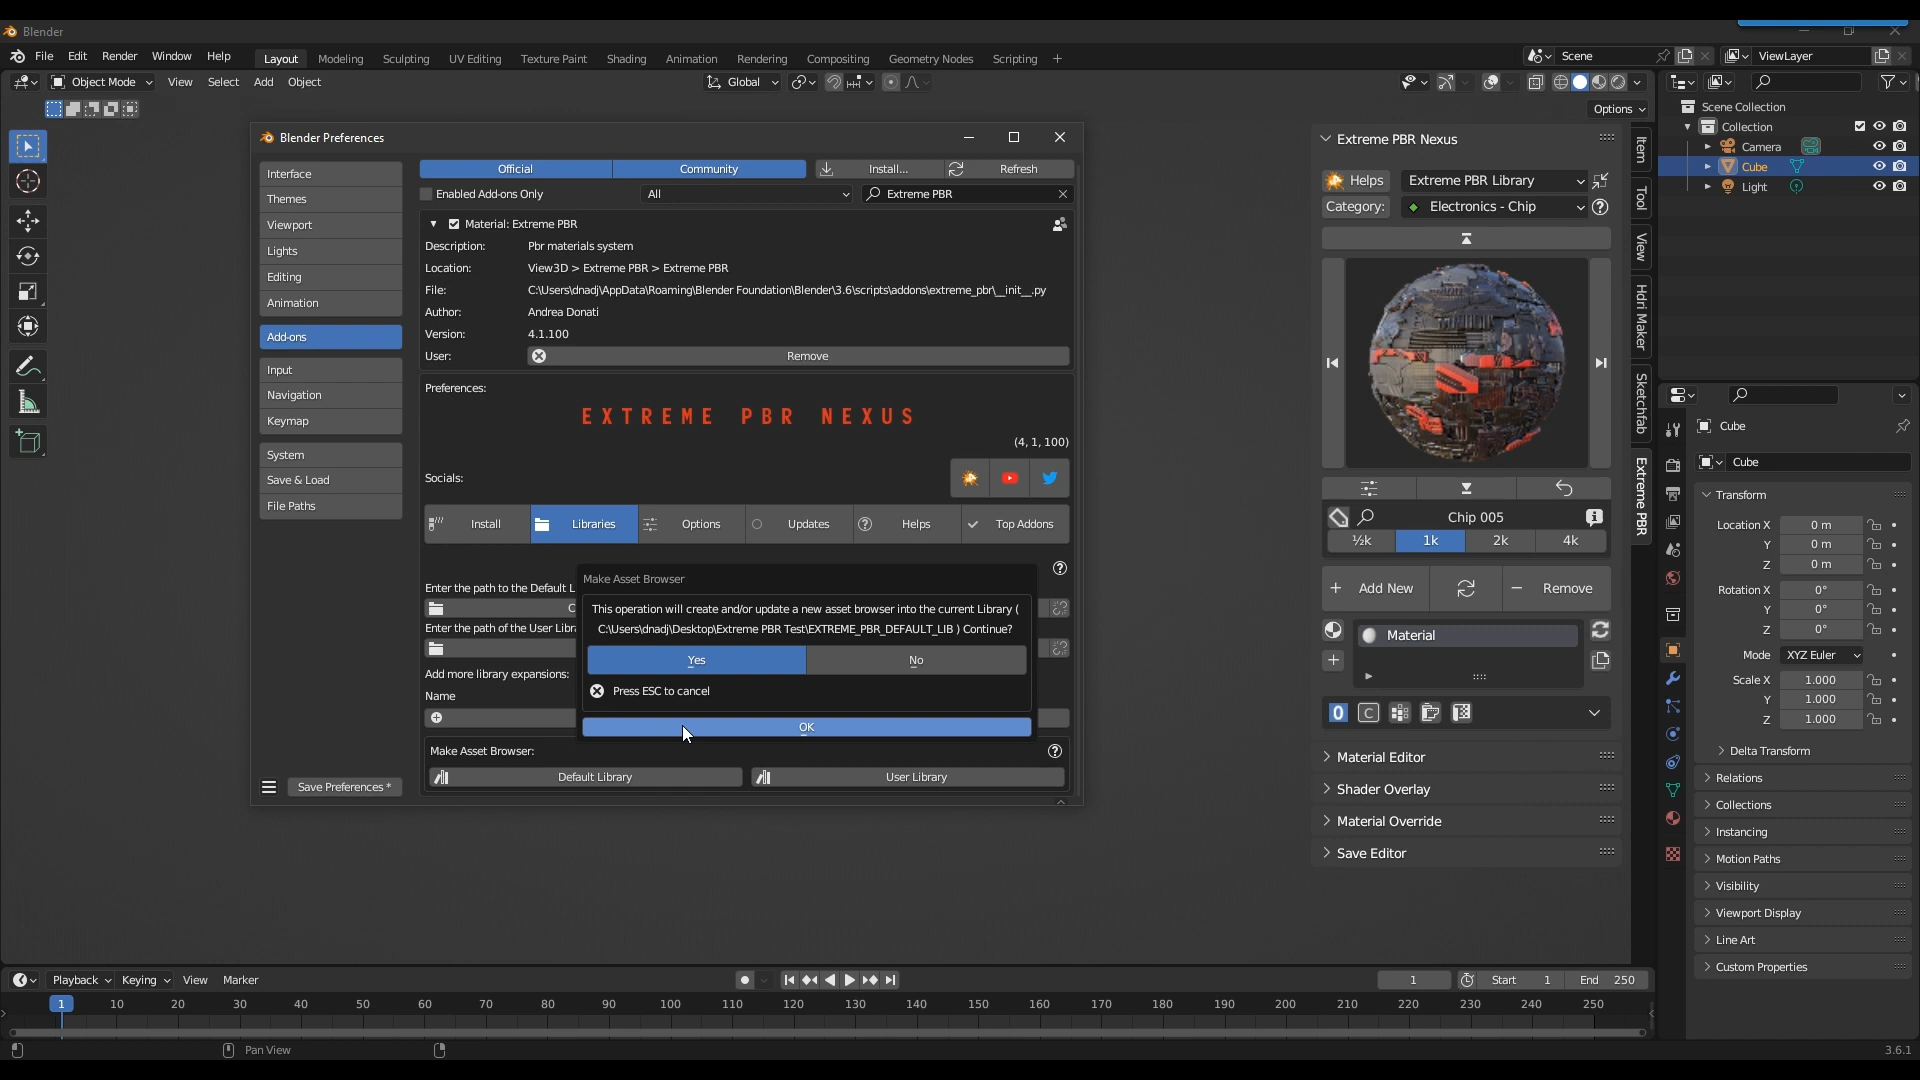 Blender
File Edit Render Window Help Layout Modeling Sculpting UV Editing Texture Paint Shading Animation Rendering Compositing Geometry Nodes Scripting + Scene ViewLayer
Object Mode View Select Add Object Global
Options
Scene Collection
Collection
Camera
Cube
Light
Blender Preferences
Interface
Themes
Viewport
Lights
Editing
Animation
Add-ons
Input
Navigation
Keymap
System
Save & Load
File Paths
Save Preferences *
Official Community Install... Refresh
Enabled Add-ons Only All Extreme PBR
Material: Extreme PBR
Description: Pbr materials system
Location: View3D > Extreme PBR > Extreme PBR
File: C:\Users\dnadj\AppData\Roaming\Blender Foundation\Blender\3.6\scripts\addons\extreme_pbr\__init__.py
Author: Andrea Donati
Version: 4.1.100
User: Remove
Preferences:
EXTREME PBR NEXUS
(4, 1, 100)
Socials:
Install Libraries Options Updates Helps Top Addons
Enter the path to the Default L
C
Enter the path of the User Libra
Add more library expansions:
Name
Make Asset Browser
This operation will create and/or update a new asset browser into the current Library (
C:\Users\dnadj\Desktop\Extreme PBR Test\EXTREME_PBR_DEFAULT_LIB ) Continue?
Yes No
Press ESC to cancel
OK
Make Asset Browser:
Default Library User Library
Extreme PBR Nexus
Helps Extreme PBR Library
Category: Electronics - Chip
Chip 005
½k 1k 2k 4k
+ Add New Remove
Material
0 C
Material Editor
Shader Overlay
Material Override
Save Editor
Item
Tool
View
Hdri Maker
Sketchfab
Extreme PBR
Cube
Cube
Transform
Location X 0 m
Y 0 m
Z 0 m
Rotation X 0°
Y 0°
Z 0°
Mode XYZ Euler
Scale X 1.000
Y 1.000
Z 1.000
Delta Transform
Relations
Collections
Instancing
Motion Paths
Visibility
Viewport Display
Line Art
Custom Properties
Playback Keying View Marker 1 Start 1 End 250
1 10 20 30 40 50 60 70 80 90 100 110 120 130 140 150 160 170 180 190 200 210 220 230 240 250
Pan View
3.6.1